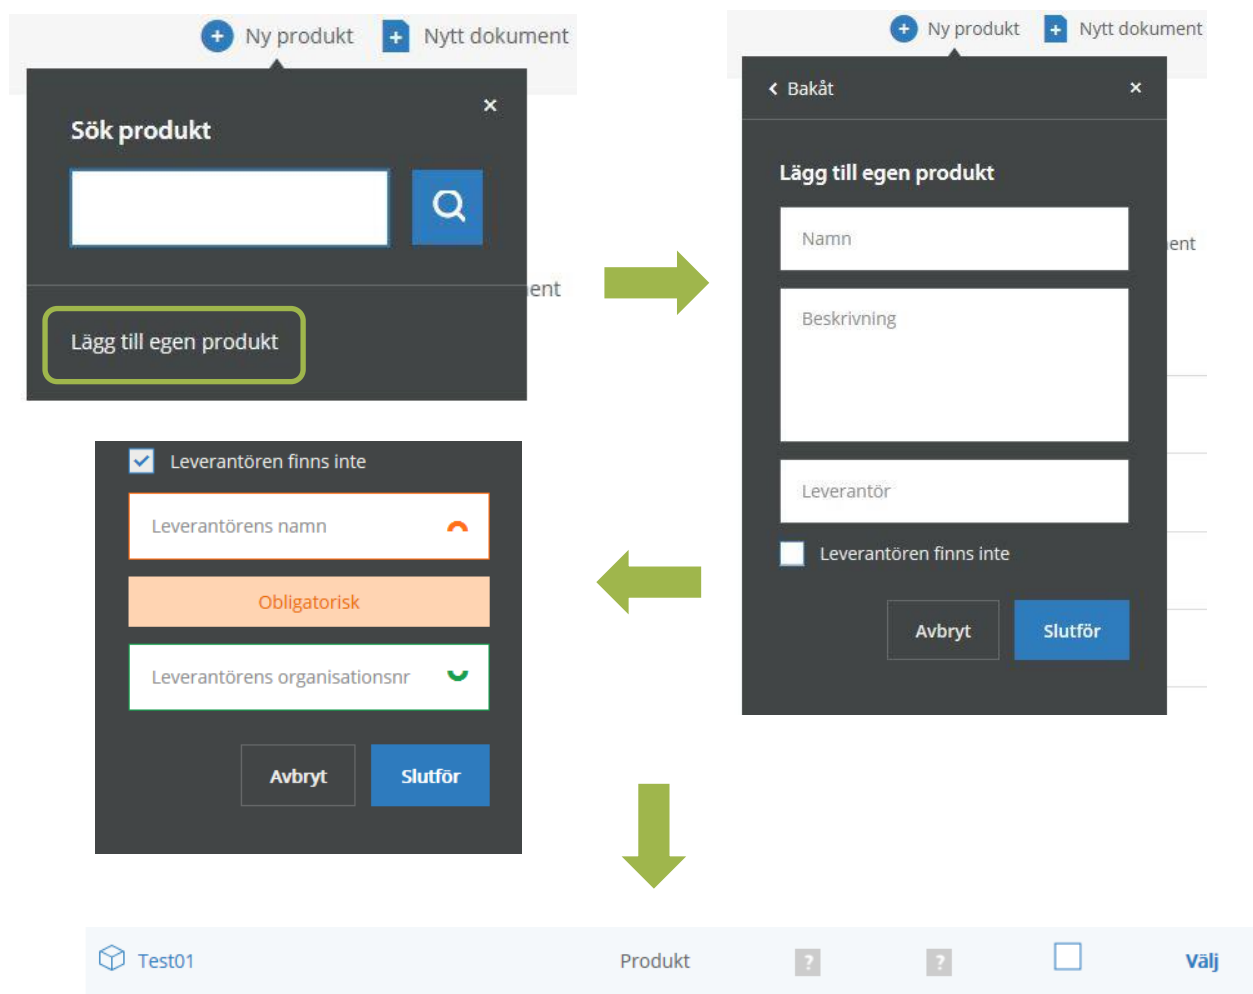 Ny produkt
Nytt dokument
Sök produkt
ent
Lägg till egen produkt
Ny produkt
Nytt dokument
Bakåt
Lägg till egen produkt
Namn
ent
Beskrivning
Leverantör
Leverantören finns inte
Avbryt
Slutför
Leverantören finns inte
Leverantörens namn
Obligatorisk
Leverantörens organisationsnr
Avbryt
Slutför
Test01
Produkt
?
?
Välj